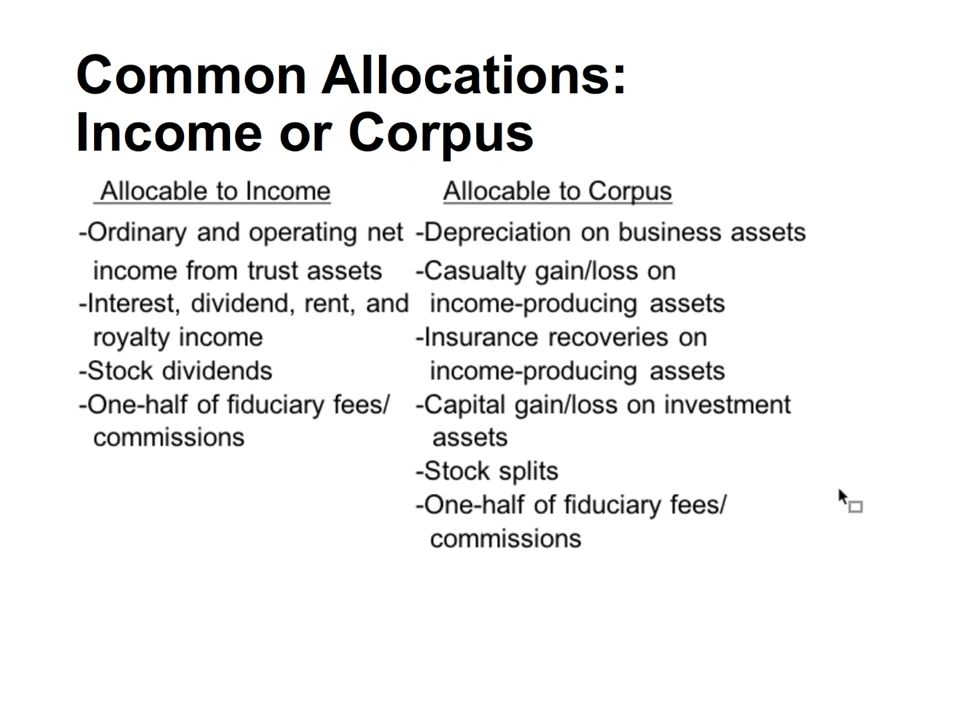 Common Allocations:
Income or Corpus
Allocable to Income
-Ordinary and operating net
income from trust assets
-Interest, dividend, rent, and
royalty income
-Stock dividends
-One-half of fiduciary fees/
commissions
Allocable to Corpus
-Depreciation on business assets
-Casualty gain/loss on
income-producing assets
-Insurance recoveries on
income-producing assets
-Capital gain/loss on investment
assets
-Stock splits
-One-half of fiduciary fees/
commissions